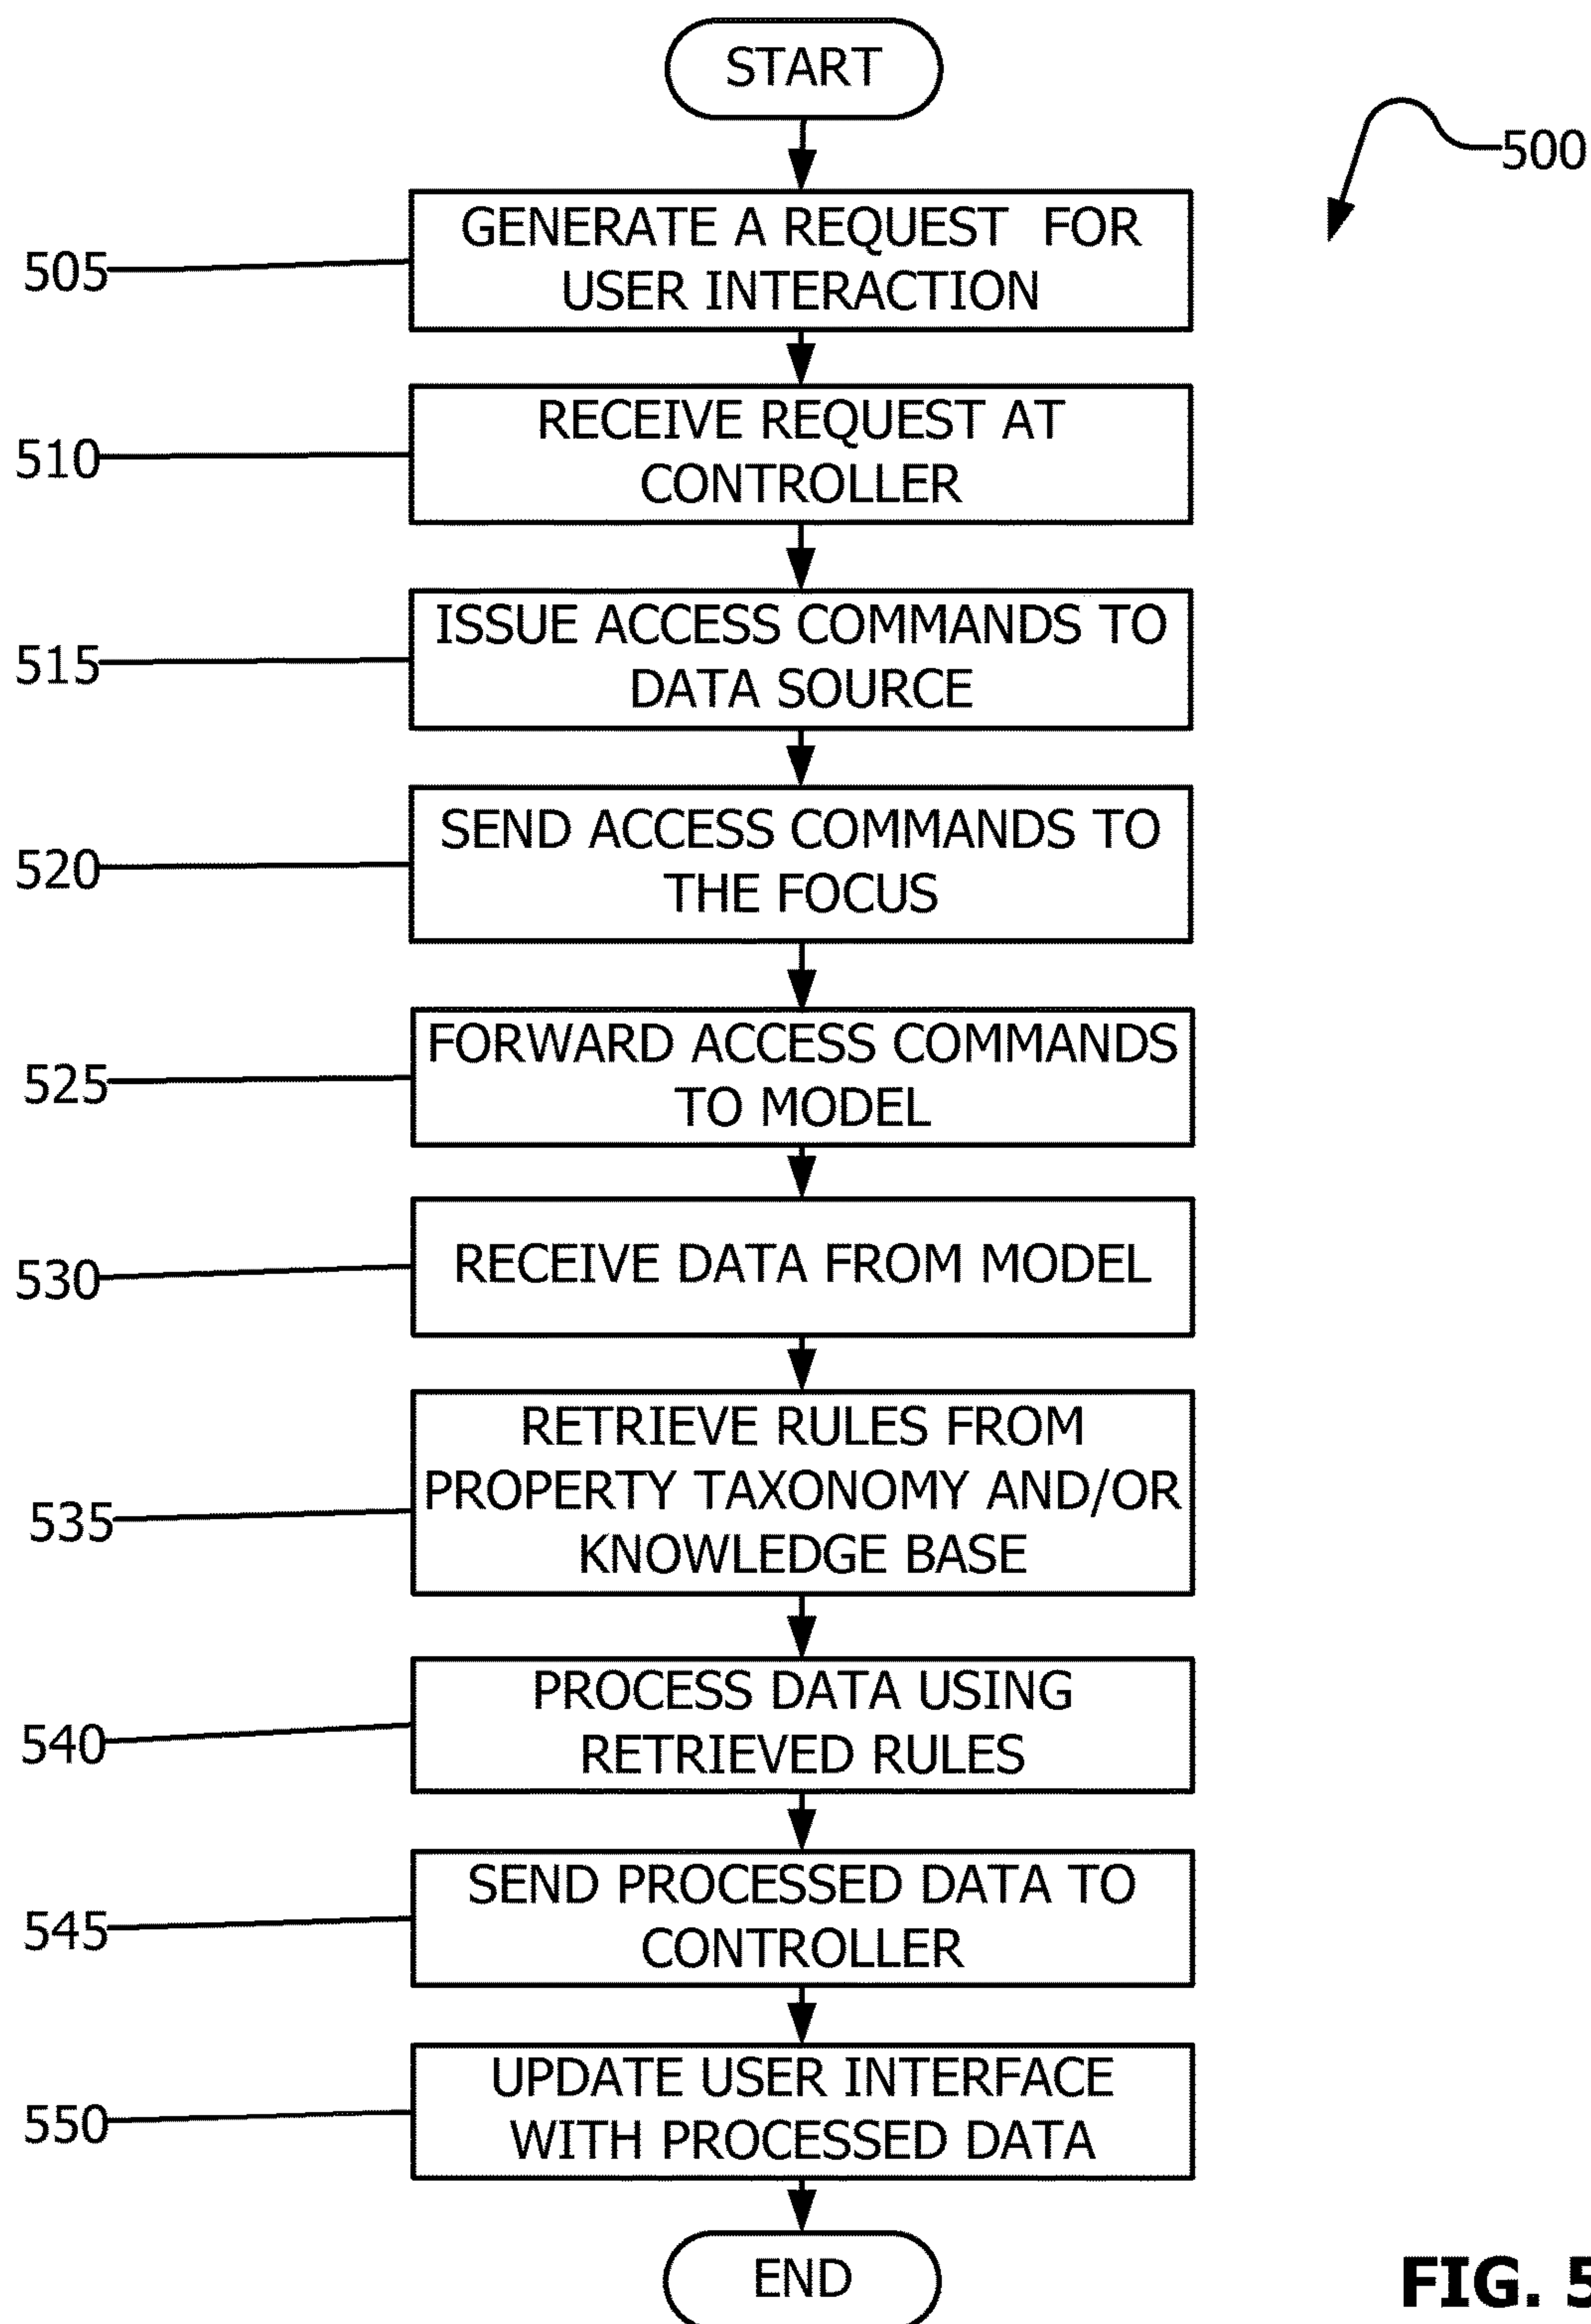 START
500
GENERATE A REQUEST FOR
USER INTERACTION
505
RECEIVE REQUEST AT
CONTROLLER
510
ISSUE ACCESS COMMANDS TO
DATA SOURCE
515
SEND ACCESS COMMANDS TO
THE FOCUS
520
FORWARD ACCESS COMMANDS
TO MODEL
525
RECEIVE DATA FROM MODEL
530
RETRIEVE RULES FROM
PROPERTY TAXONOMY AND/OR
KNOWLEDGE BASE
535
PROCESS DATA USING
RETRIEVED RULES
540
SEND PROCESSED DATA TO
CONTROLLER
545
UPDATE USER INTERFACE
WITH PROCESSED DATA
550
END
FIG. 5